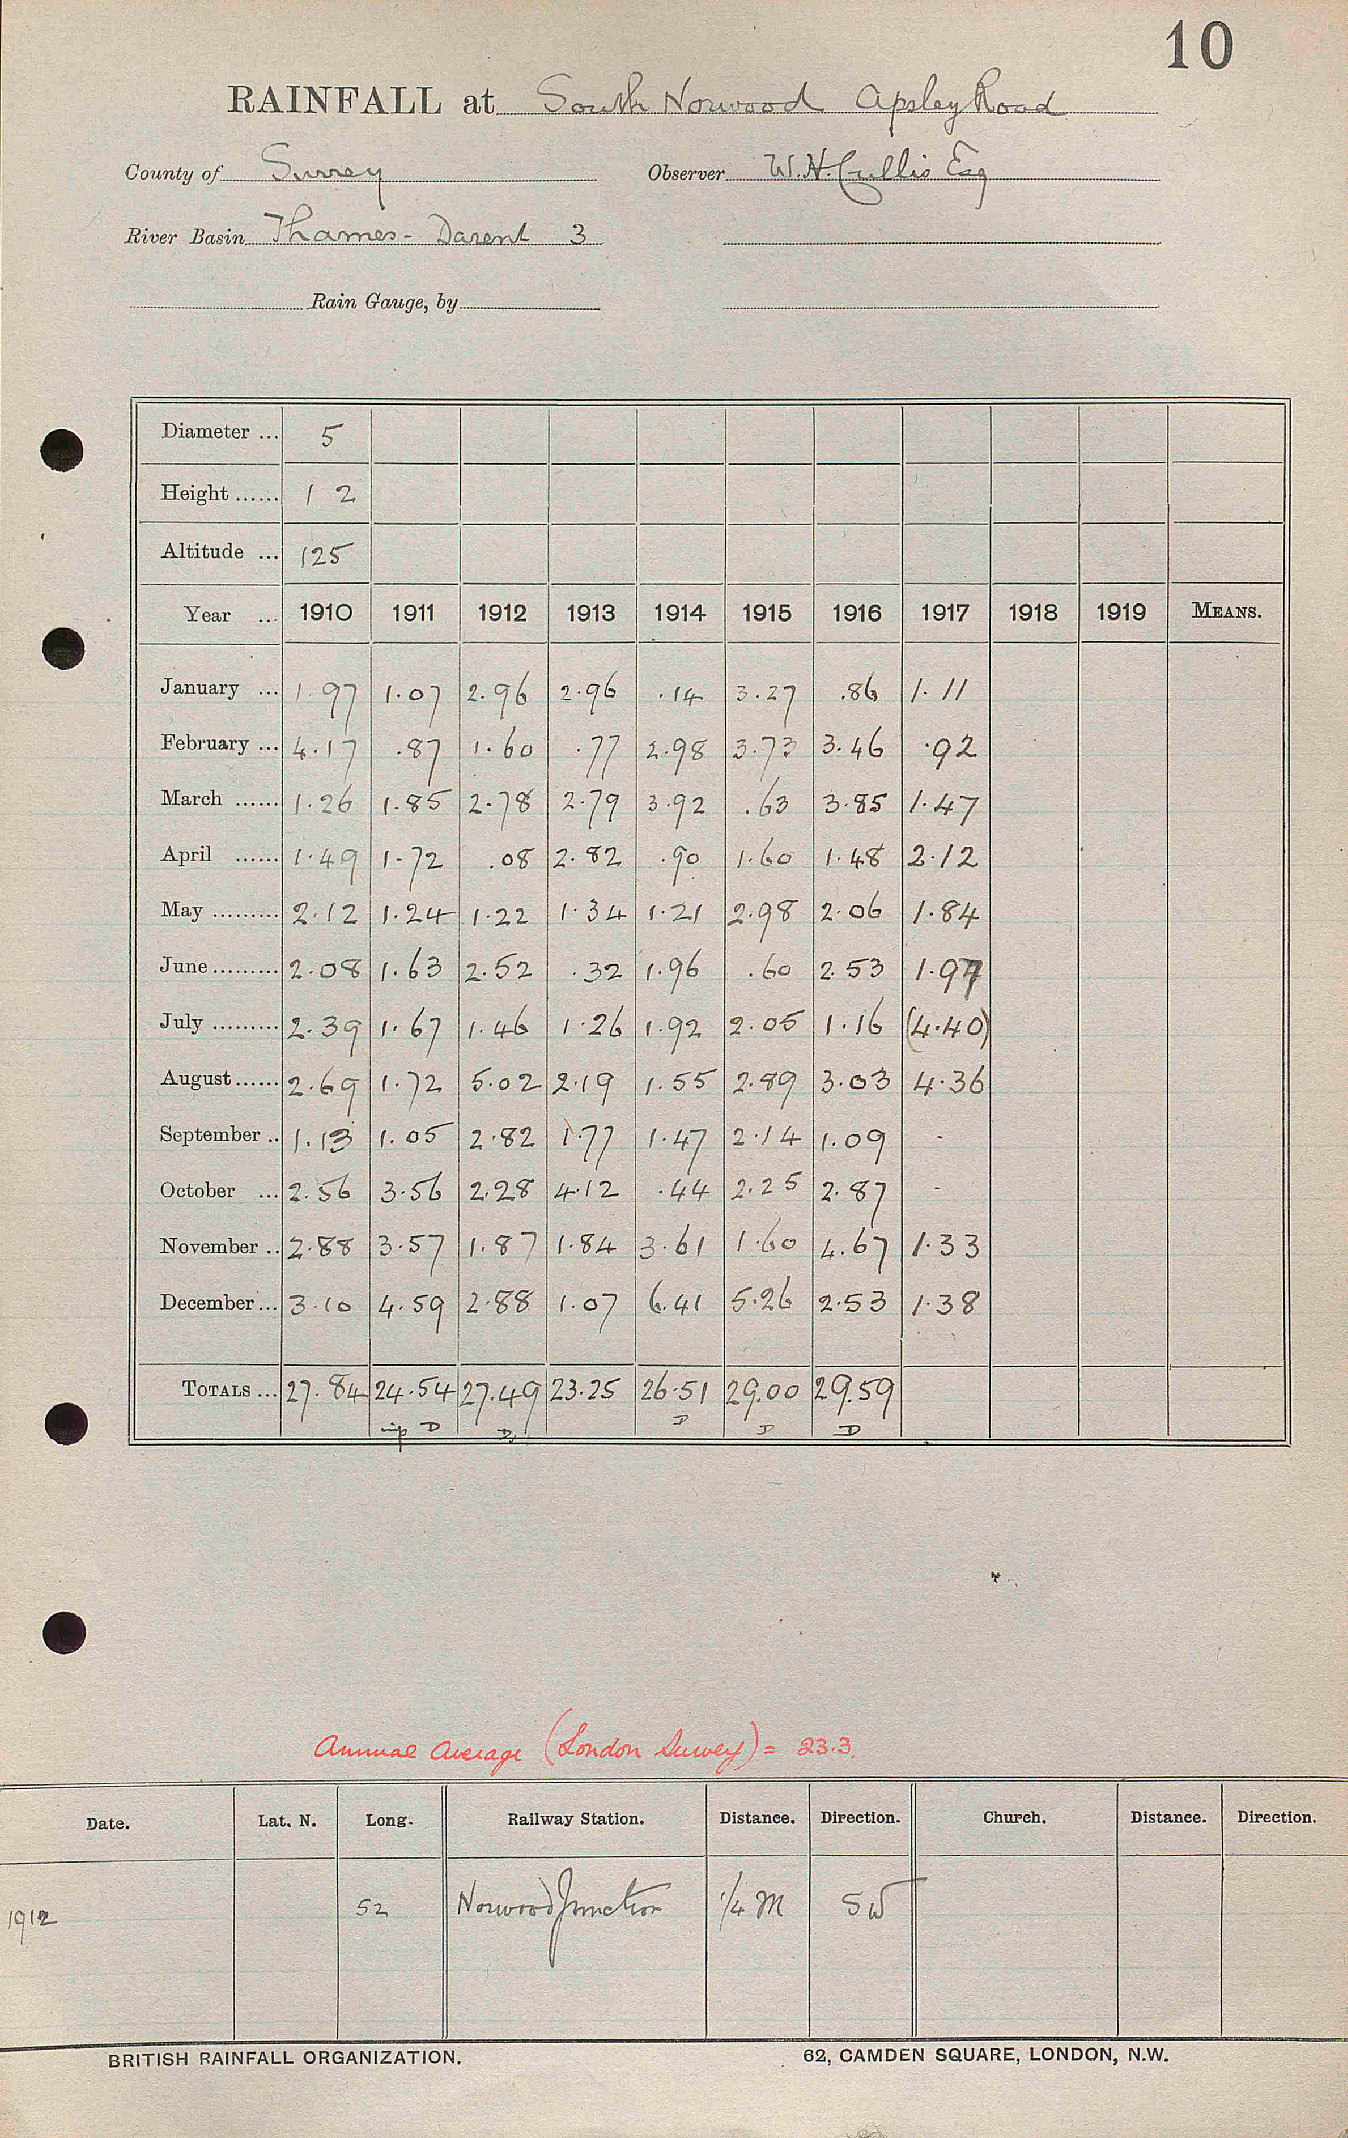 10
RAINFALL at South Norwood Apsley Road
County of Surrey Observer W.H. Cullis Esq
River Basin Thames - Darent 3
Rain Gauge, by
Diameter ... 5
Height ...... 12
Altitude ... 125
Year ... 1910 1911 1912 1913 1914 1915 1916 1917 1918 1919 MEANS.
January ... 1.97 1.07 2.96 2.96 .14 3.27 .86 1.11
February ... 4.17 .87 1.60 .77 2.98 3.73 3.46 .92
March ...... 1.26 1.85 2.78 2.79 3.92 .63 3.85 1.47
April ...... 1.49 1.72 .08 2.82 .90 1.60 1.48 2.12
May ......... 2.12 1.24 1.22 1.34 1.21 2.98 2.06 1.84
June ......... 2.08 1.63 2.52 .32 1.96 .60 2.53 1.97
July ......... 2.39 1.67 1.46 1.26 1.92 2.05 1.16 (4.40)
August ...... 2.69 1.72 5.02 2.19 1.55 2.89 3.03 4.36
September .. 1.13 1.05 2.82 1.77 1.47 2.14 1.09 -
October ... 2.56 3.56 2.28 4.12 .44 2.25 2.87 -
November .. 2.88 3.57 1.87 1.84 3.61 1.60 4.67 1.33
December ... 3.10 4.59 2.88 1.07 6.41 5.26 2.53 1.38
TOTALS ... 27.84 24.54 27.49 23.25 26.51 29.00 29.59
D D D D D
Annual Average (London Survey) = 23.3.
Date. Lat. N. Long. Railway Station. Distance. Direction. Church. Distance. Direction.
1912 52 Norwood Junction 1/4 M SW
BRITISH RAINFALL ORGANIZATION. 62, CAMDEN SQUARE, LONDON, N.W.